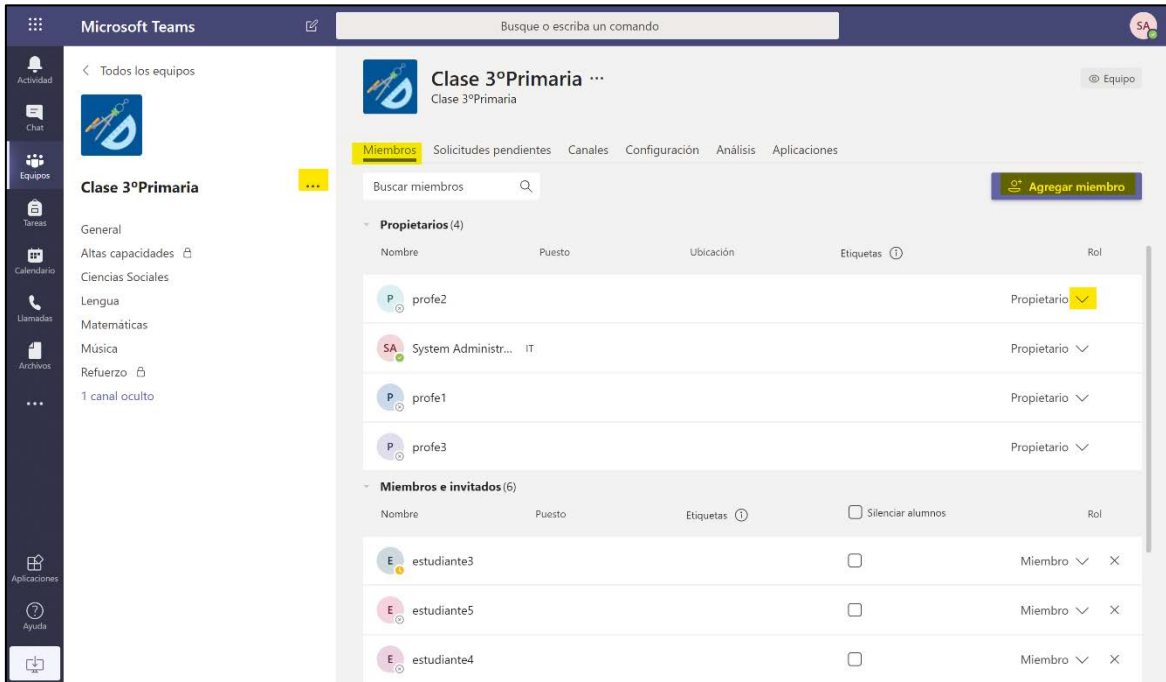 Microsoft Teams
Busque o escriba un comando
SA
Actividad
Chat
Equipos
Tareas
Calendario
Llamadas
Archivos
Aplicaciones
Ayuda
Todos los equipos
Clase 3ºPrimaria
General
Altas capacidades
Ciencias Sociales
Lengua
Matemáticas
Música
Refuerzo
1 canal oculto
Clase 3ºPrimaria ...
Clase 3ºPrimaria
Equipo
Miembros Solicitudes pendientes Canales Configuración Análisis Aplicaciones
Buscar miembros
Agregar miembro
Propietarios (4)
Nombre Puesto Ubicación Etiquetas Rol
P profe2 Propietario
SA System Administr... IT Propietario
P profe1 Propietario
P profe3 Propietario
Miembros e invitados (6)
Nombre Puesto Etiquetas Silenciar alumnos Rol
E estudiante3 Miembro
E estudiante5 Miembro
E estudiante4 Miembro